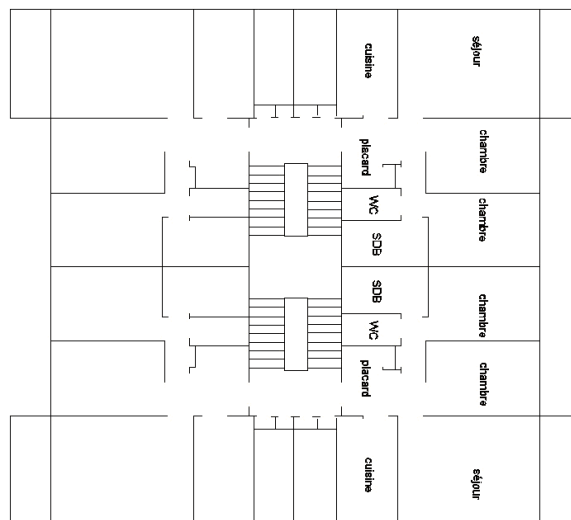 cuisine
séjour
placard
chambre
WC
chambre
SDB
SDB
chambre
WC
placard
chambre
cuisine
séjour